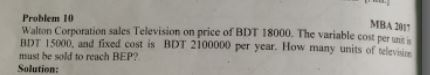 Problem 10
MBA 2017
Walton Corporation sales Television on price of BDT 18000. The variable cost per unit is
BDT 15000, and fixed cost is BDT 2100000 per year. How many units of television
must be sold to reach BEP?
Solution: